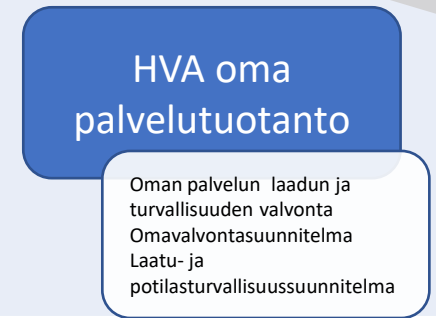 HVA oma
palvelutuotanto
Oman palvelun laadun ja
turvallisuuden valvonta
Omavalvontasuunnitelma
Laatu- ja
potilasturvallisuussuunnitelma